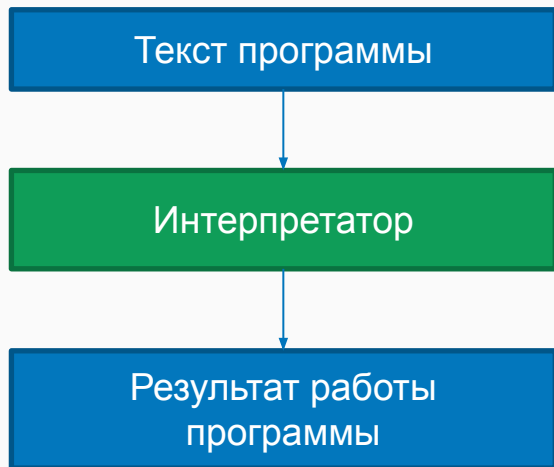 Текст программы
Интерпретатор
Результат работы
программы